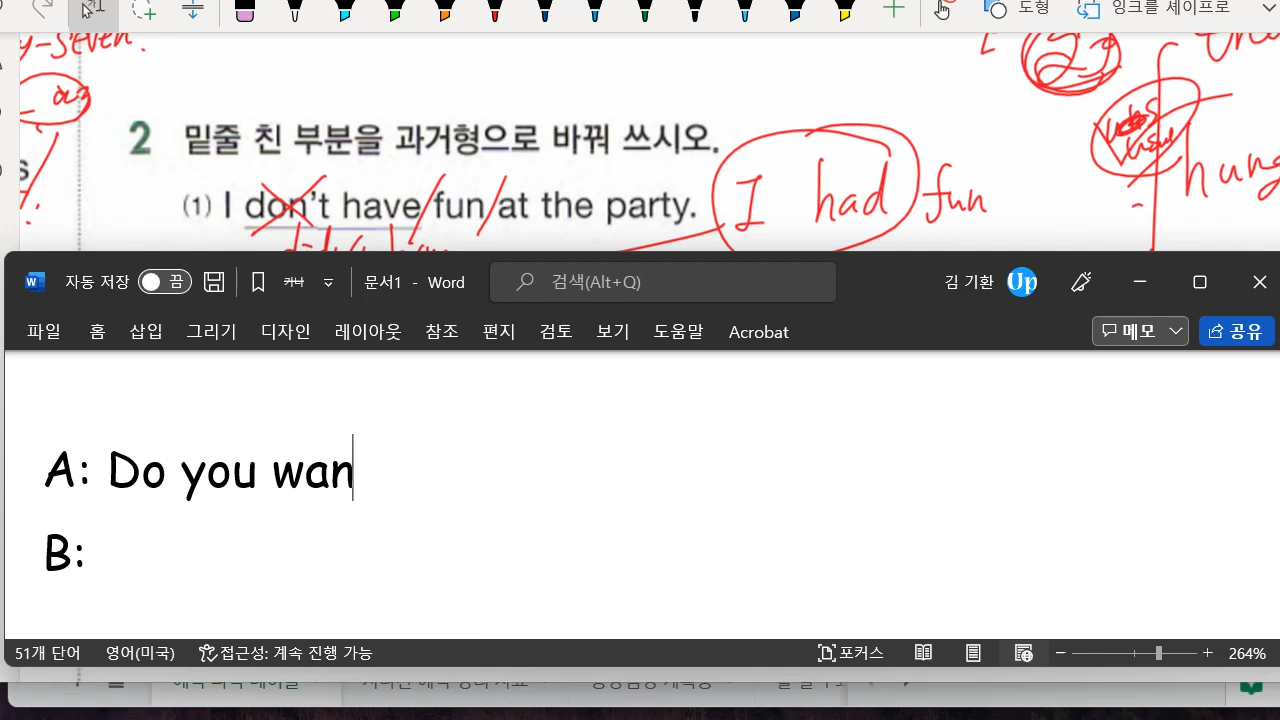 도형
잉크를 셰이프로
y-seven.
as
2 밑줄 친 부분을 과거형으로 바꿔 쓰시오.
(1) I don't have fun at the party.
I had fun
hung
자동 저장 끔 문서1 - Word 검색(Alt+Q) 김 기환 Up
파일 홈 삽입 그리기 디자인 레이아웃 참조 편지 검토 보기 도움말 Acrobat 메모 공유
A: Do you wan
B:
51개 단어 영어(미국) 접근성: 계속 진행 가능 포커스 264%